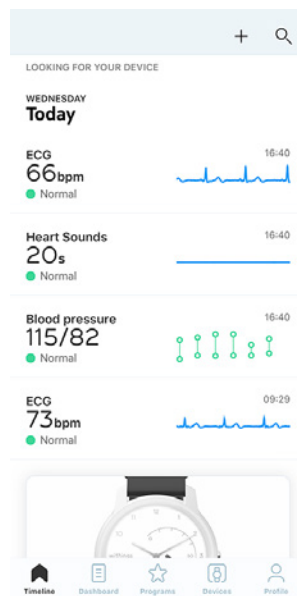 LOOKING FOR YOUR DEVICE
WEDNESDAY
Today
ECG
16:40
66bpm
Normal
Heart Sounds
16:40
20s
Normal
Blood pressure
16:40
115/82
Normal
ECG
09:29
73bpm
Normal
Timeline Dashboard Programs Devices Profile